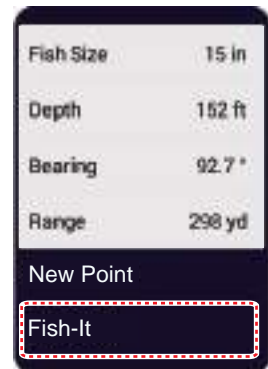 Fish Size 15 in
Depth 152 ft
Bearing 92.7°
Range 298 yd
New Point
Fish-It